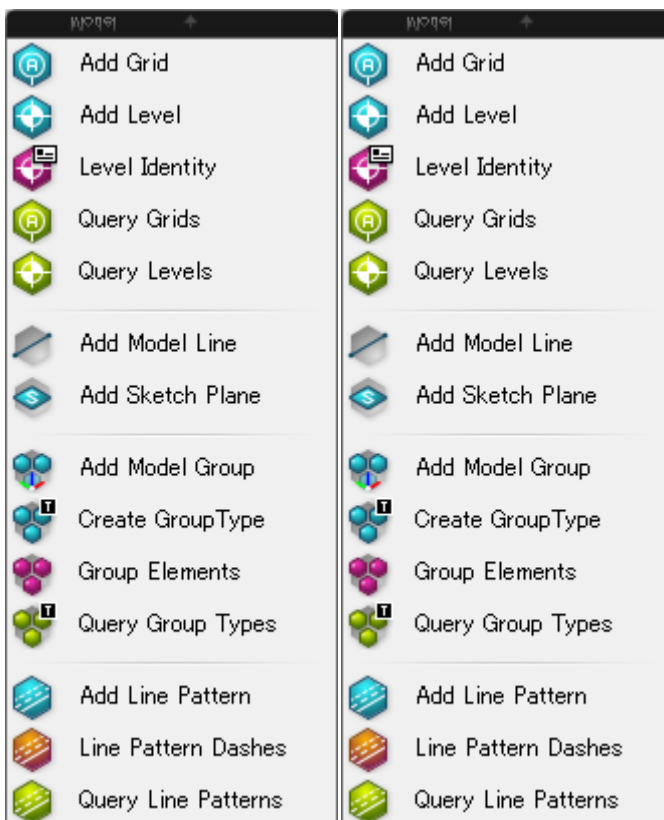 Model
Add Grid
Add Level
Level Identity
Query Grids
Query Levels
Add Model Line
Add Sketch Plane
Add Model Group
Create GroupType
Group Elements
Query Group Types
Add Line Pattern
Line Pattern Dashes
Query Line Patterns
Model
Add Grid
Add Level
Level Identity
Query Grids
Query Levels
Add Model Line
Add Sketch Plane
Add Model Group
Create GroupType
Group Elements
Query Group Types
Add Line Pattern
Line Pattern Dashes
Query Line Patterns